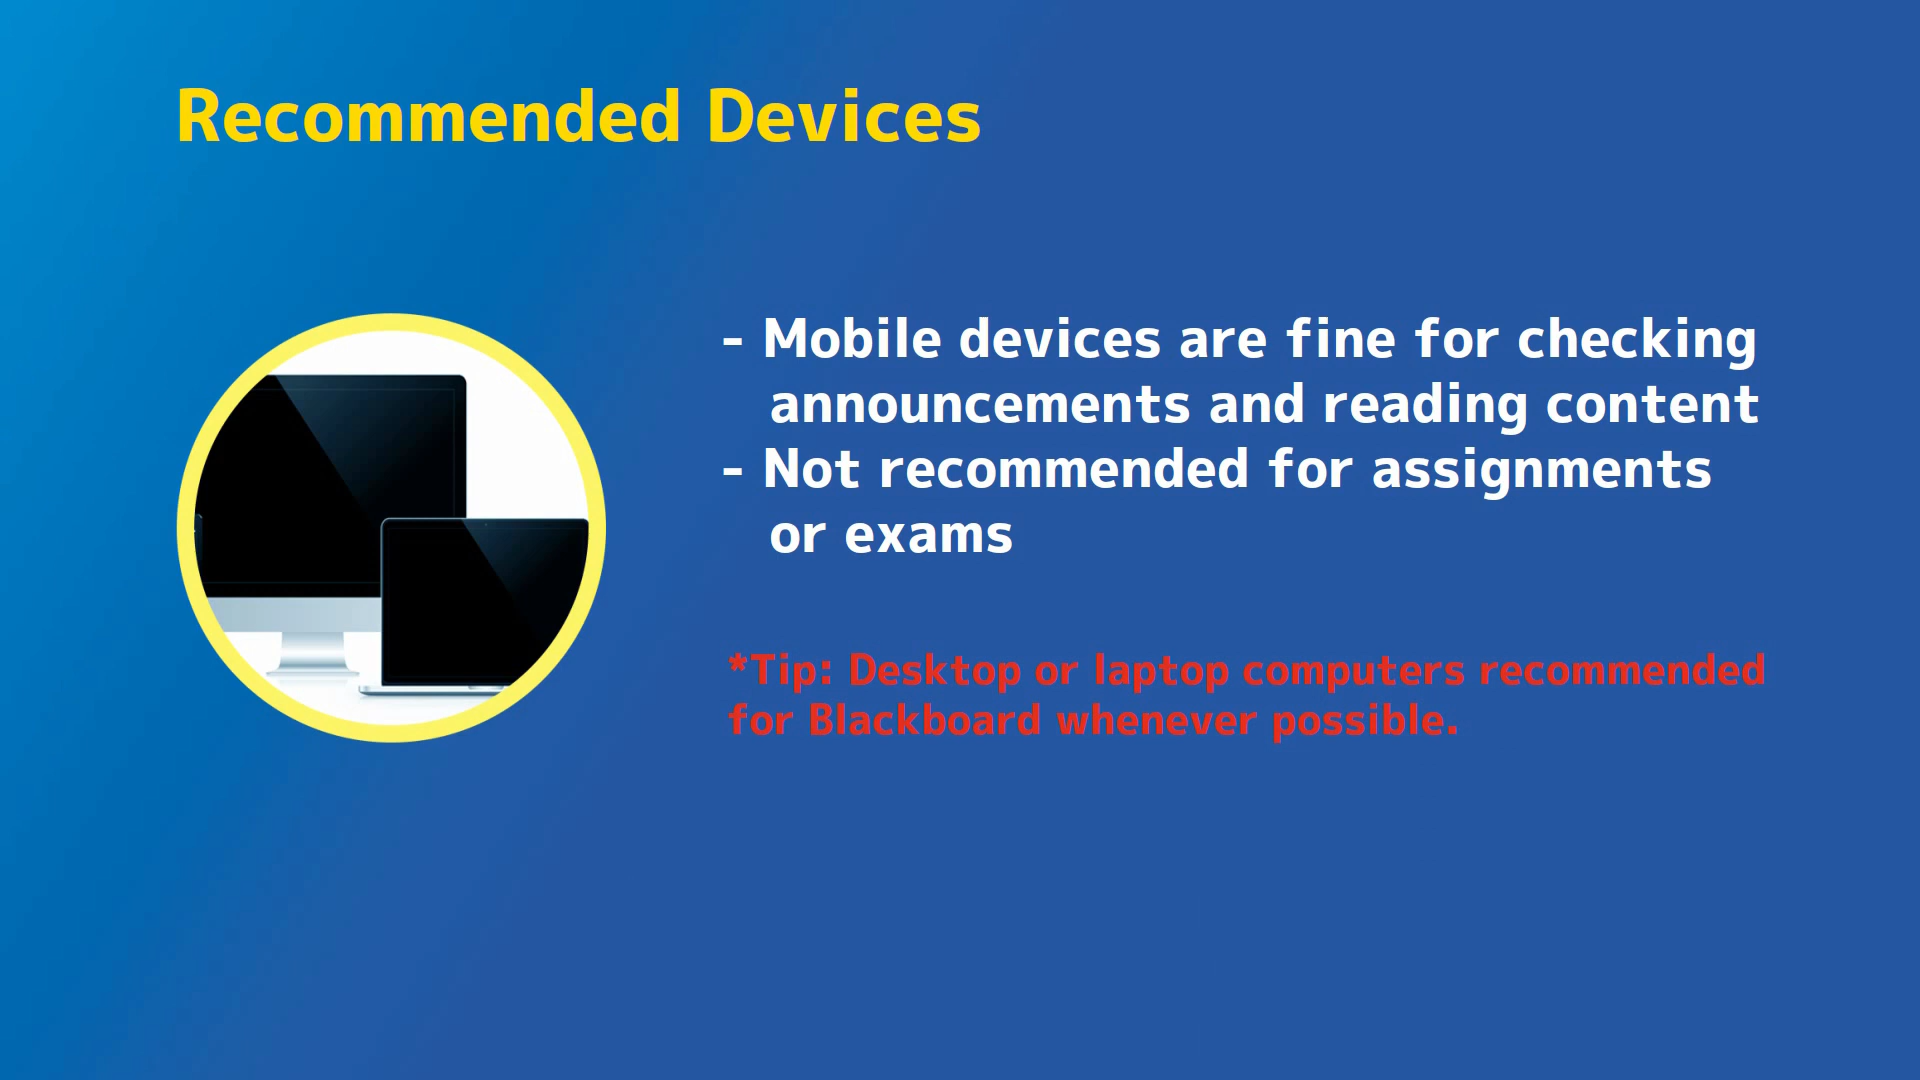 Recommended Devices
- Mobile devices are fine for checking
announcements and reading content
- Not recommended for assignments
or exams
*Tip: Desktop or laptop computers recommended
for Blackboard whenever possible.